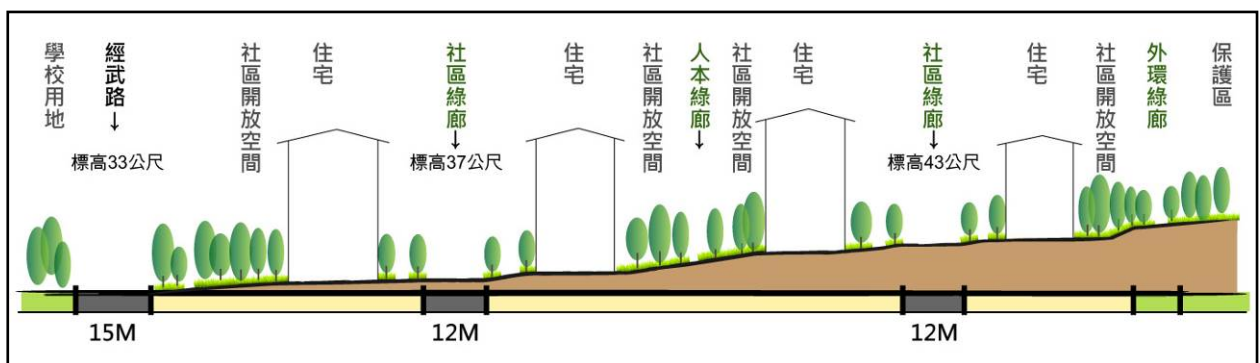 學校用地
經武路
↓
標高33公尺
社區開放空間
住宅
社區綠廊
↓
標高37公尺
住宅
社區開放空間
人本綠廊
↓
社區開放空間
住宅
社區綠廊
↓
標高43公尺
住宅
社區開放空間
外環綠廊
保護區
15M
12M
12M